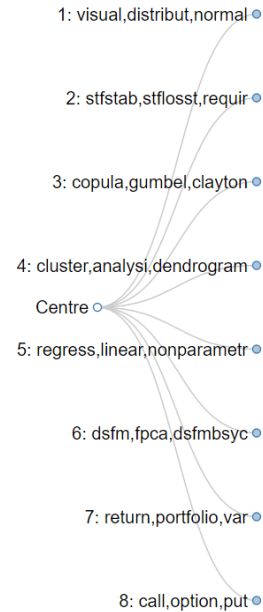 1: visual,distribut,normal
2: stfstab,stflosst,requir
3: copula,gumbel,clayton
4: cluster,analysi,dendrogram
Centre
5: regress,linear,nonparametr
6: dsfm,fpca,dsfmbsyc
7: return,portfolio,var
8: call,option,put